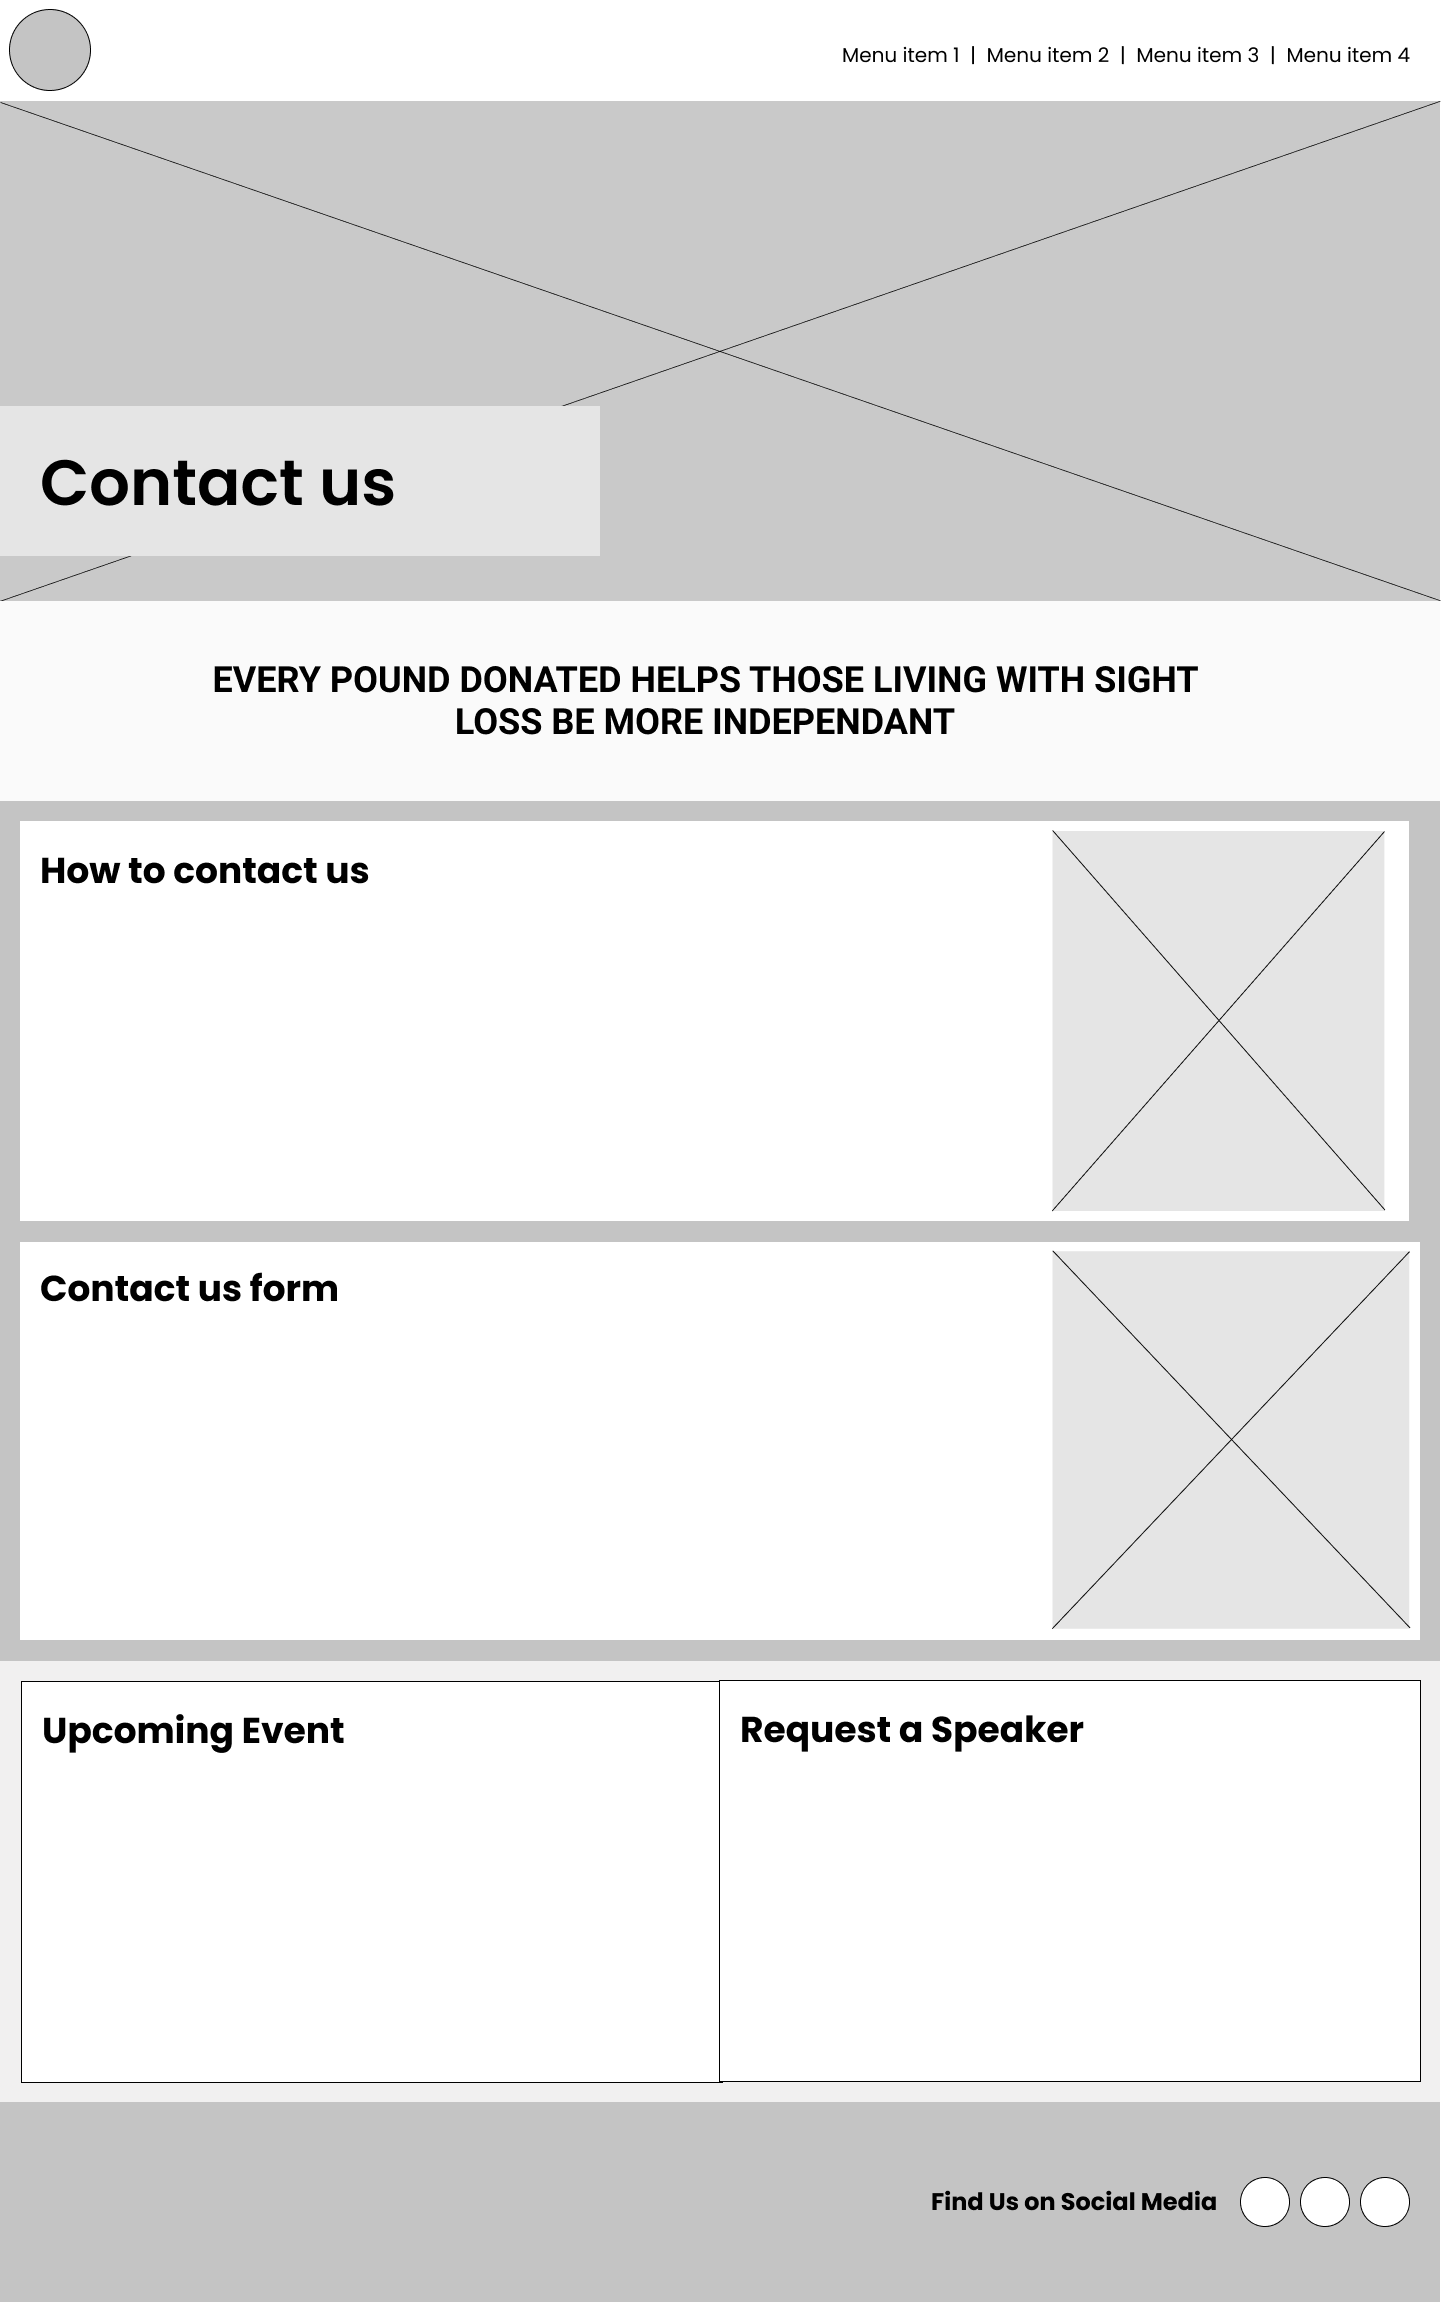 Menu item 1 | Menu item 2 | Menu item 3 | Menu item 4
Contact us
EVERY POUND DONATED HELPS THOSE LIVING WITH SIGHT
LOSS BE MORE INDEPENDANT
How to contact us
Contact us form
Upcoming Event
Request a Speaker
Find Us on Social Media